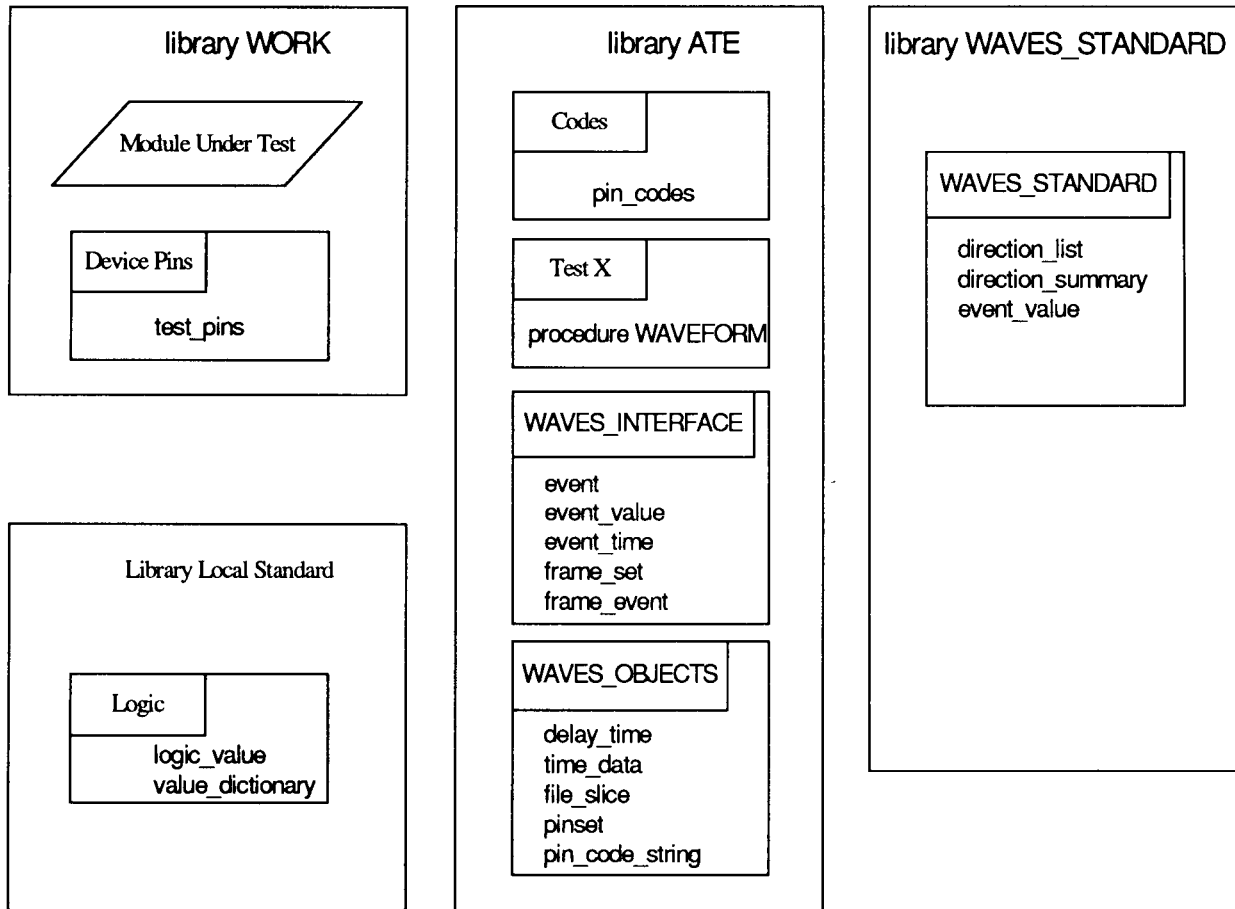 library WORK
Module Under Test
Device Pins
test_pins
Library Local Standard
Logic
logic_value
value_dictionary
library ATE
Codes
pin_codes
Test X
procedure WAVEFORM
WAVES_INTERFACE
event
event_value
event_time
frame_set
frame_event
WAVES_OBJECTS
delay_time
time_data
file_slice
pinset
pin_code_string
library WAVES_STANDARD
WAVES_STANDARD
direction_list
direction_summary
event_value